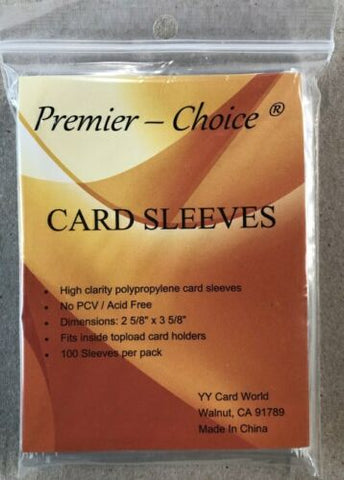 Premier – Choice ®
CARD SLEEVES
• High clarity polypropylene card sleeves
• No PCV / Acid Free
• Dimensions: 2 5/8" x 3 5/8"
• Fits inside topload card holders
• 100 Sleeves per pack
YY Card World
Walnut, CA 91789
Made In China